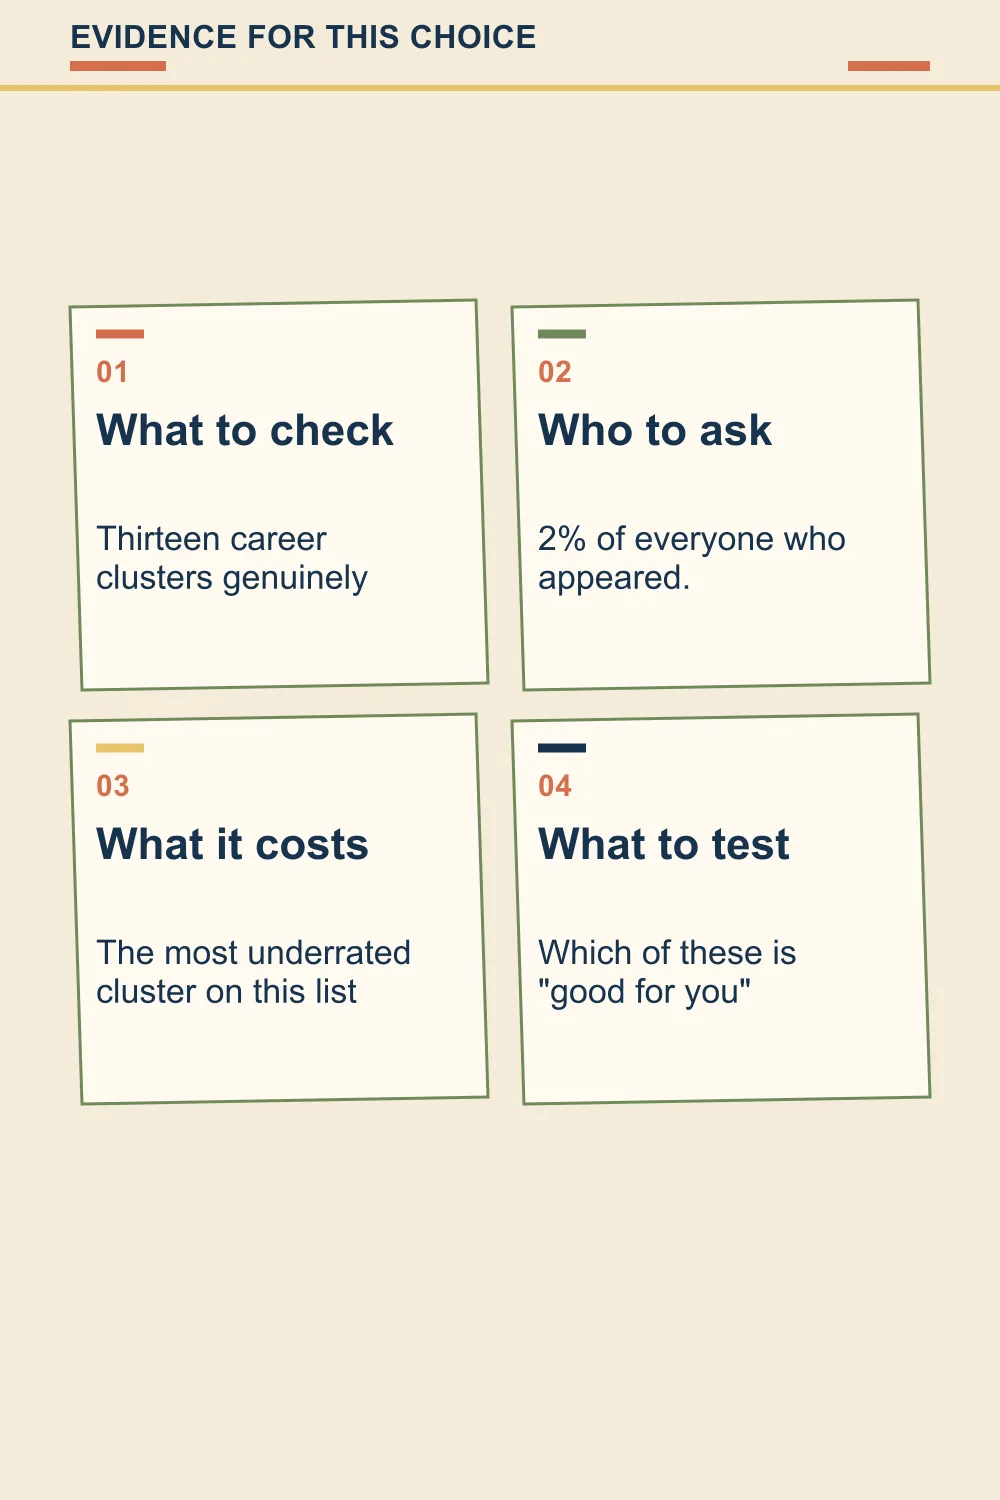 EVIDENCE FOR THIS CHOICE
01
What to check
Thirteen career
clusters genuinely
02
Who to ask
2% of everyone who
appeared.
03
What it costs
The most underrated
cluster on this list
04
What to test
Which of these is
"good for you"